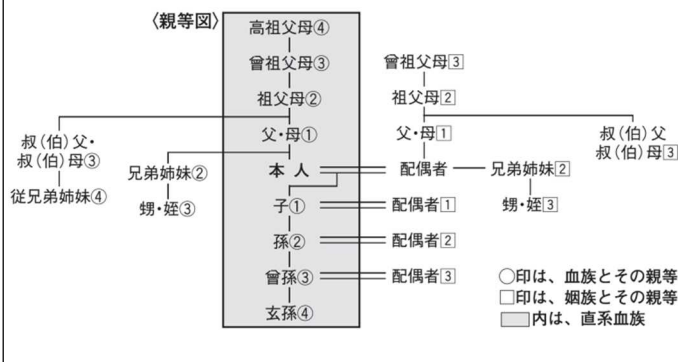 〈親等図〉
高祖父母④
曾祖父母③
曾祖父母3
祖父母②
祖父母2
叔(伯)父・
叔(伯)母③
父・母①
父・母1
叔(伯)父
叔(伯)母3
兄弟姉妹②
本人
配偶者
兄弟姉妹2
従兄弟姉妹④
甥・姪③
子①
配偶者1
甥・姪3
孫②
配偶者2
曾孫③
配偶者3
玄孫④
○印は、血族とその親等
□印は、姻族とその親等
内は、直系血族